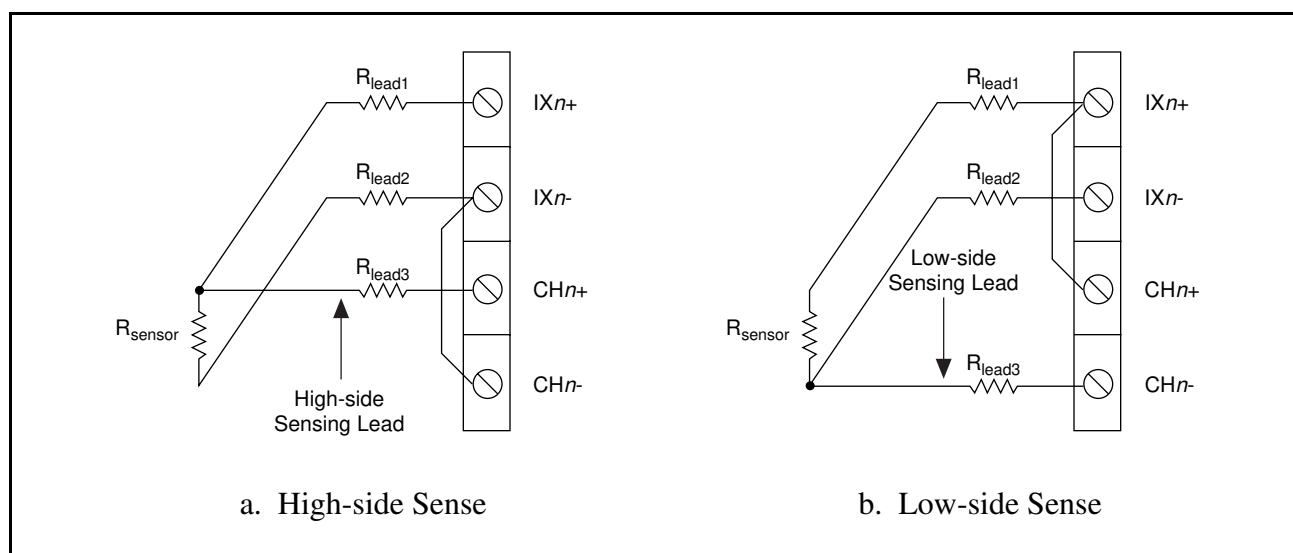 Rlead1
IXn+
Rlead2
IXn-
Rlead3
CHn+
Rsensor
CHn-
High-side
Sensing Lead
a. High-side Sense
Rlead1
IXn+
Rlead2
IXn-
Low-side
Sensing Lead
CHn+
Rsensor
Rlead3
CHn-
b. Low-side Sense